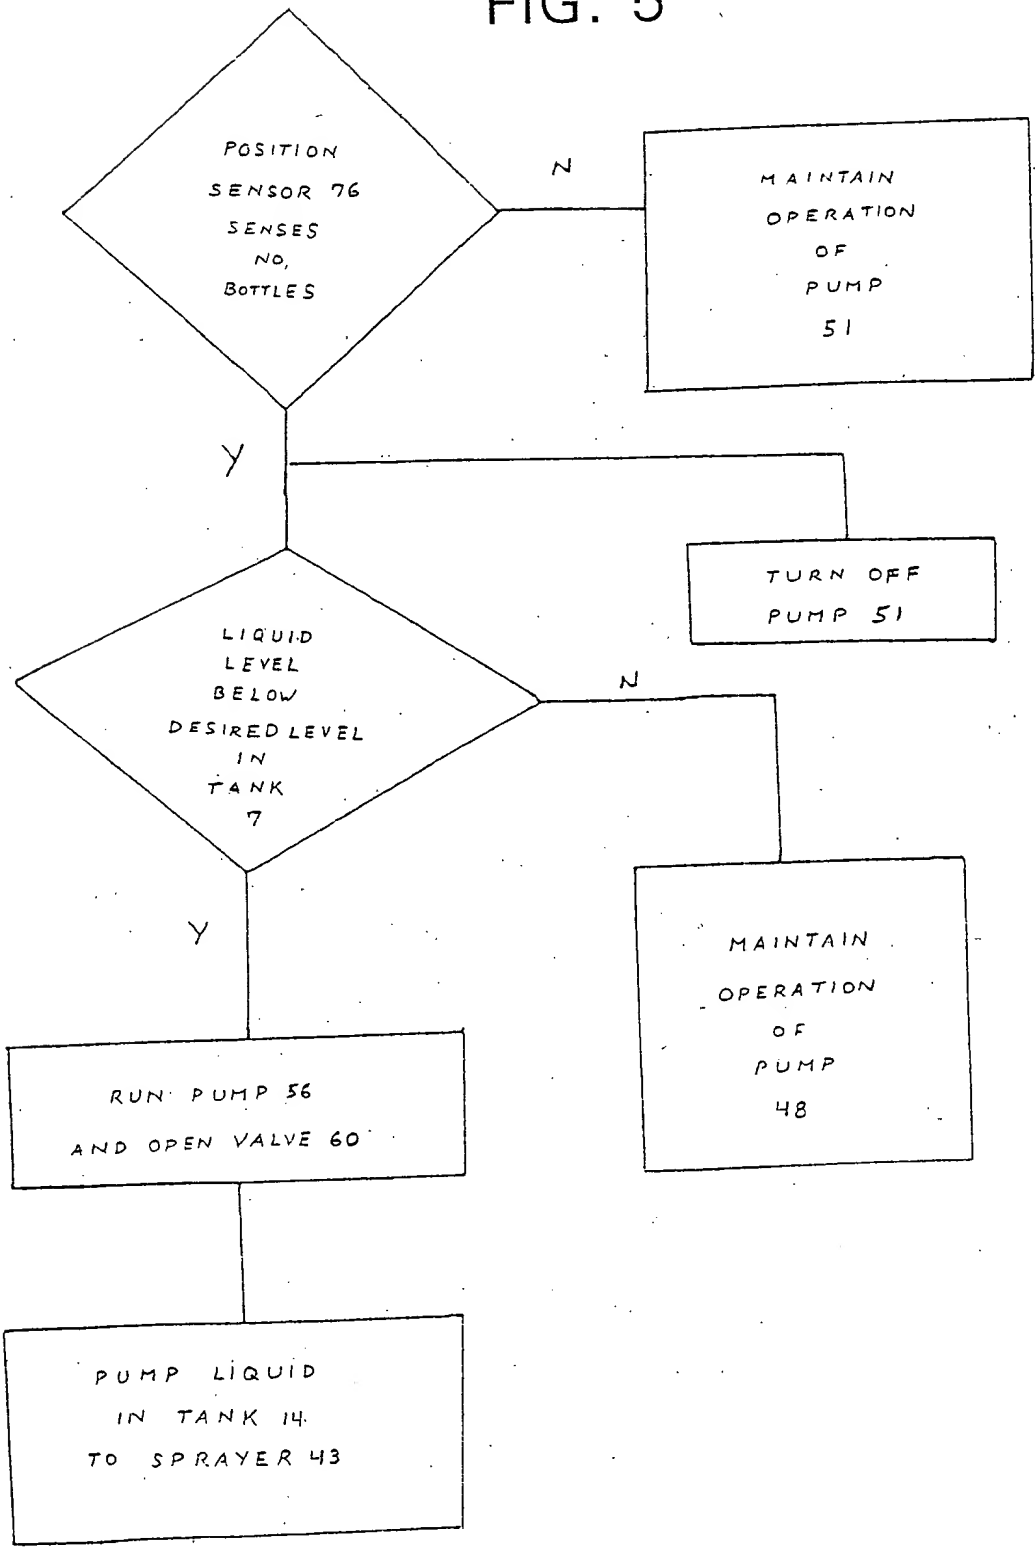 FIG. 5
POSITION
SENSOR 76
SENSES
NO,
BOTTLES
N
MAINTAIN
OPERATION
OF
PUMP
51
Y
TURN OFF
PUMP 51
LIQUID
LEVEL
BELOW
DESIRED LEVEL
IN
TANK
7
N
Y
MAINTAIN
OPERATION
OF
PUMP
48
RUN PUMP 56
AND OPEN VALVE 60
PUMP LIQUID
IN TANK 14
TO SPRAYER 43